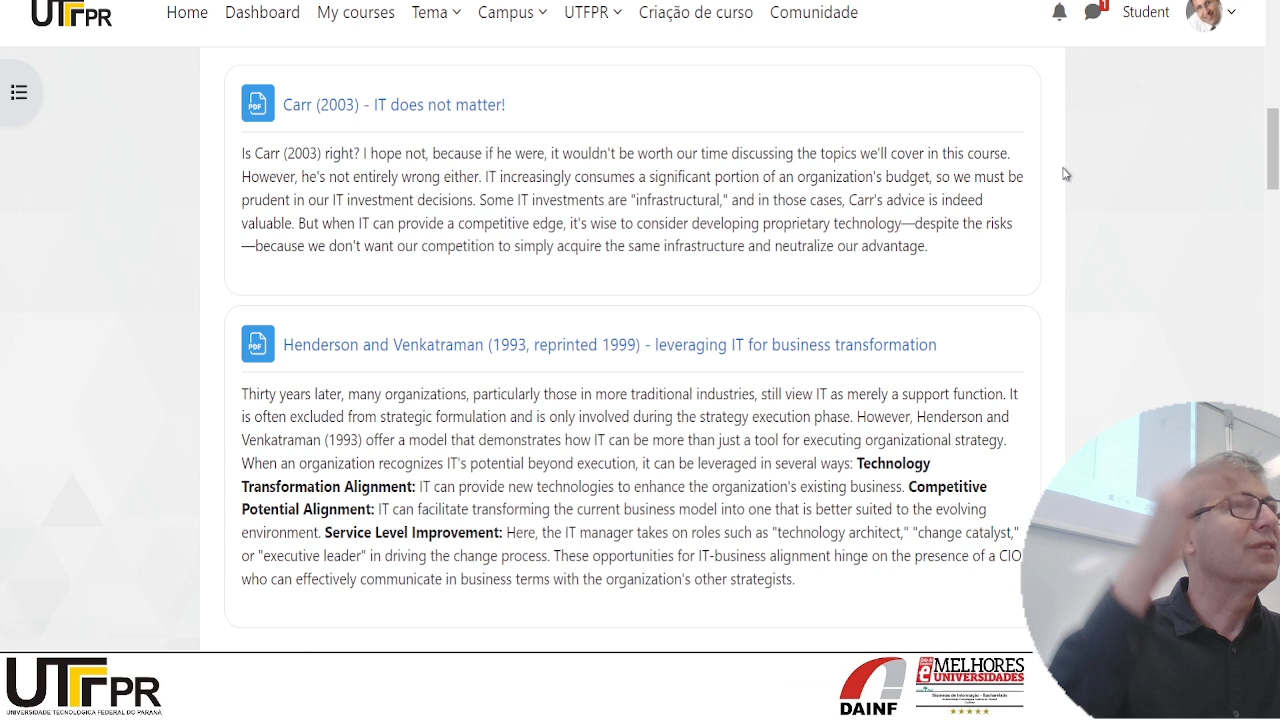 UTFPR
Home Dashboard My courses Tema Campus UTFPR Criação de curso Comunidade
1
Student
Carr (2003) - IT does not matter!
Is Carr (2003) right? I hope not, because if he were, it wouldn't be worth our time discussing the topics we'll cover in this course.
However, he's not entirely wrong either. IT increasingly consumes a significant portion of an organization's budget, so we must be
prudent in our IT investment decisions. Some IT investments are "infrastructural," and in those cases, Carr's advice is indeed
valuable. But when IT can provide a competitive edge, it's wise to consider developing proprietary technology—despite the risks
—because we don't want our competition to simply acquire the same infrastructure and neutralize our advantage.
Henderson and Venkatraman (1993, reprinted 1999) - leveraging IT for business transformation
Thirty years later, many organizations, particularly those in more traditional industries, still view IT as merely a support function. It
is often excluded from strategic formulation and is only involved during the strategy execution phase. However, Henderson and
Venkatraman (1993) offer a model that demonstrates how IT can be more than just a tool for executing organizational strategy.
When an organization recognizes IT's potential beyond execution, it can be leveraged in several ways: Technology
Transformation Alignment: IT can provide new technologies to enhance the organization's existing business. Competitive
Potential Alignment: IT can facilitate transforming the current business model into one that is better suited to the evolving
environment. Service Level Improvement: Here, the IT manager takes on roles such as "technology architect," "change catalyst,"
or "executive leader" in driving the change process. These opportunities for IT-business alignment hinge on the presence of a CIO
who can effectively communicate in business terms with the organization's other strategists.
PDF
PDF
UTFPR
UNIVERSIDADE TECNOLÓGICA FEDERAL DO PARANÁ
DAINF
MELHORES
UNIVERSIDADES
Sistemas de Informação - Bacharelado